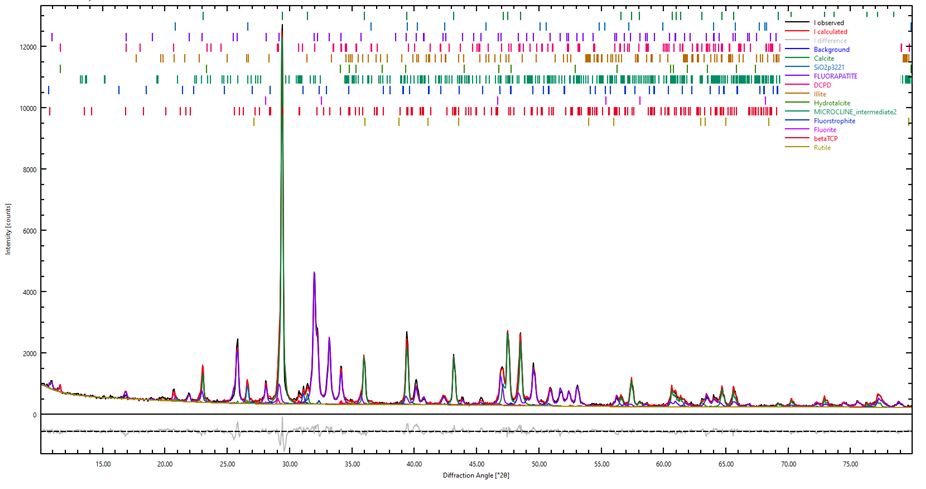 I observed
I calculated
I difference
Background
Calcite
SiO2p3221
FLUORAPATITE
DCPD
Illite
Hydrotalcite
MICROCLINE_intermediate2
Fluorstrophite
Fluorite
betaTCP
Rutile
12000
10000
8000
6000
4000
2000
0
Intensity [counts]
15.00 20.00 25.00 30.00 35.00 40.00 45.00 50.00 55.00 60.00 65.00 70.00 75.00
Diffraction Angle [°2θ]